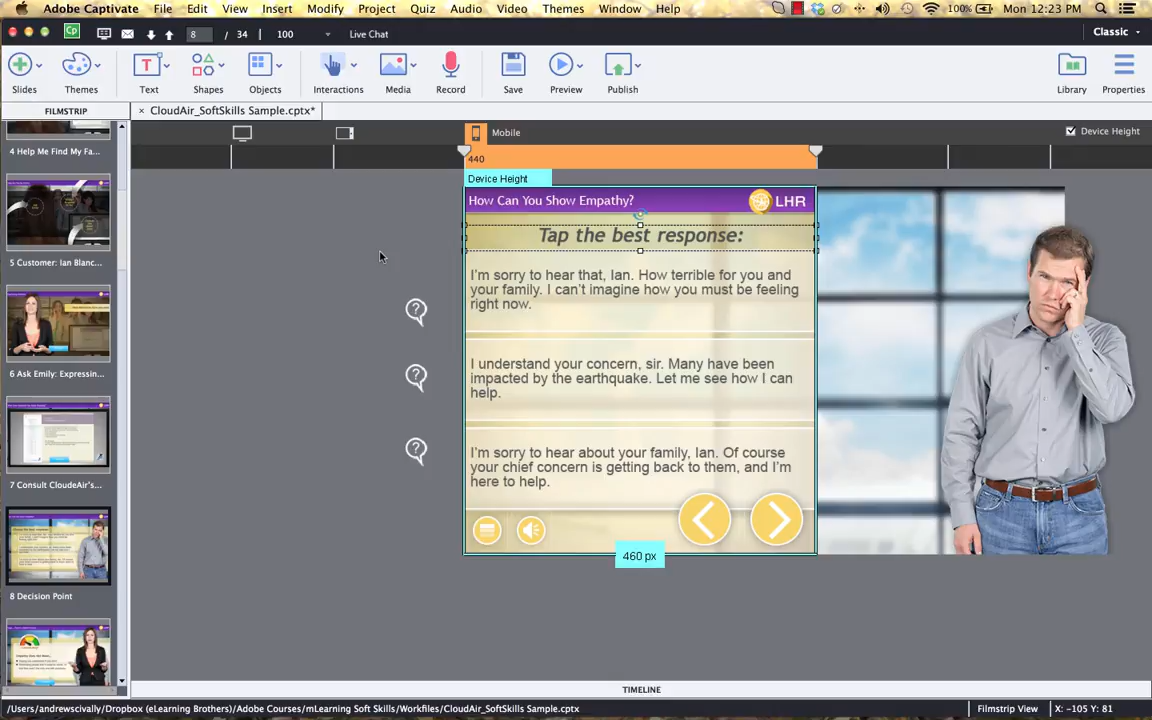 Adobe Captivate File Edit View Insert Modify Project Quiz Audio Video Themes Window Help 100% Mon 12:23 PM
Cp 8 / 34 100 Live Chat Classic
Slides Themes Text Shapes Objects Interactions Media Record Save Preview Publish Library Properties
FILMSTRIP × CloudAir_SoftSkills Sample.cptx*
4 Help Me Find My Fa...
5 Customer: Ian Blanc...
6 Ask Emily: Expressin...
7 Consult CloudeAir's...
8 Decision Point
Mobile
Device Height
440
Device Height
How Can You Show Empathy? LHR
Tap the best response:
I'm sorry to hear that, Ian. How terrible for you and
your family. I can't imagine how you must be feeling
right now.
I understand your concern, sir. Many have been
impacted by the earthquake. Let me see how I can
help.
I'm sorry to hear about your family, Ian. Of course
your chief concern is getting back to them, and I'm
here to help.
460 px
TIMELINE
/Users/andrewscivally/Dropbox (eLearning Brothers)/Adobe Courses/mLearning Soft Skills/Workfiles/CloudAir_SoftSkills Sample.cptx Filmstrip View X: -105 Y: 81